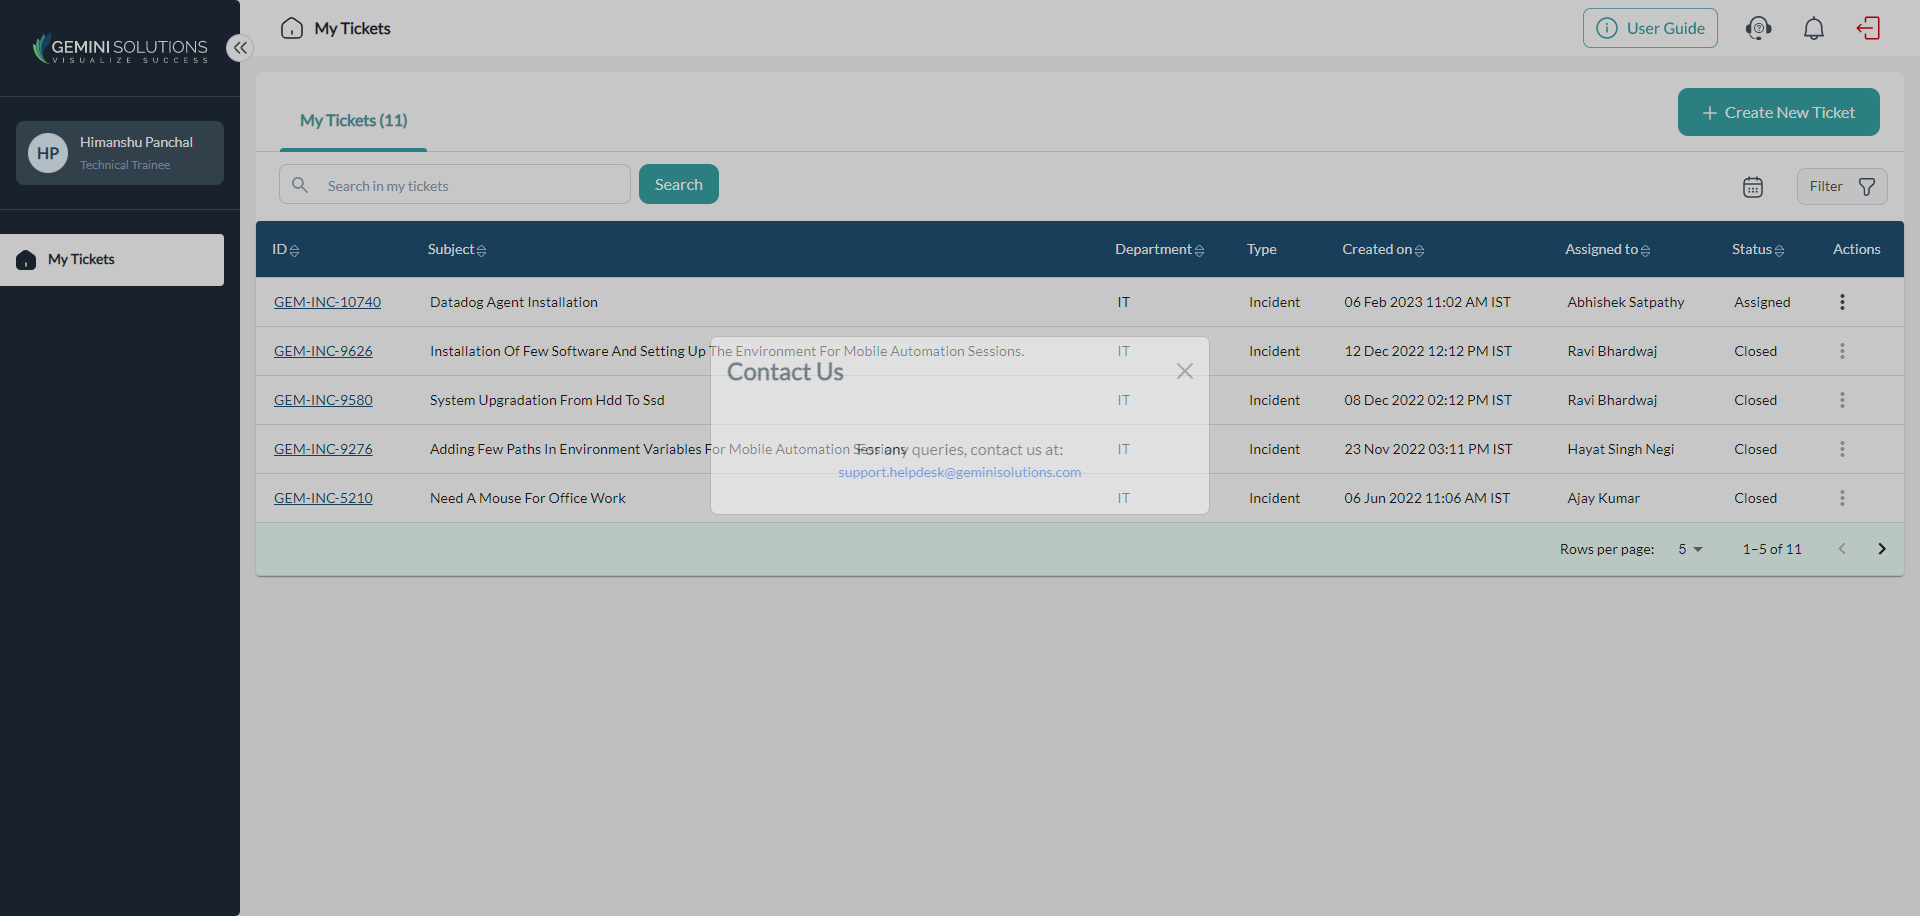 GEMINI SOLUTIONS
VISUALIZE SUCCESS
My Tickets
User Guide
HP
Himanshu Panchal
Technical Trainee
My Tickets
My Tickets (11)
Create New Ticket
Search in my tickets
Search
Filter
ID Subject Department Type Created on Assigned to Status Actions
GEM-INC-10740 Datadog Agent Installation IT Incident 06 Feb 2023 11:02 AM IST Abhishek Satpathy Assigned
GEM-INC-9626 Installation Of Few Software And Setting Up The Environment For Mobile Automation Sessions. IT Incident 12 Dec 2022 12:12 PM IST Ravi Bhardwaj Closed
Contact Us
GEM-INC-9580 System Upgradation From Hdd To Ssd IT Incident 08 Dec 2022 02:12 PM IST Ravi Bhardwaj Closed
GEM-INC-9276 Adding Few Paths In Environment Variables For Mobile Automation Sessions IT Incident 23 Nov 2022 03:11 PM IST Hayat Singh Negi Closed
For any queries, contact us at:
support.helpdesk@geminisolutions.com
GEM-INC-5210 Need A Mouse For Office Work IT Incident 06 Jun 2022 11:06 AM IST Ajay Kumar Closed
Rows per page: 5 1–5 of 11